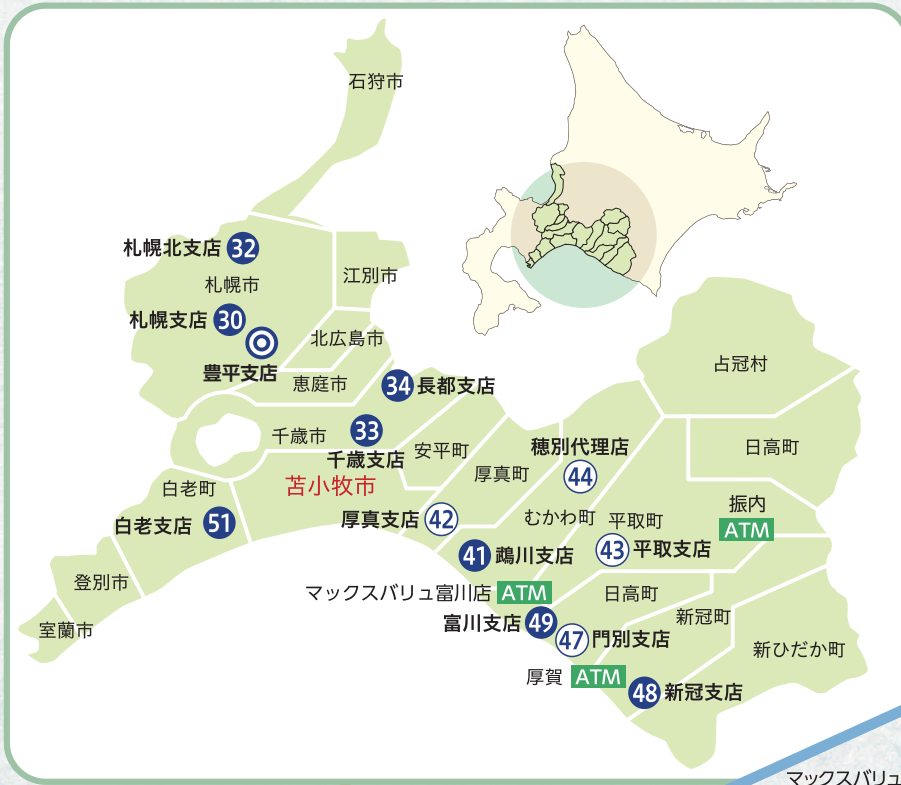 石狩市
札幌北支店 32
札幌市
江別市
札幌支店 30
豊平支店
北広島市
恵庭市
34 長都支店
占冠村
千歳市
33
千歳支店
安平町
穂別代理店
44
日高町
厚真町
苫小牧市
白老町
白老支店 51
厚真支店 42
むかわ町
平取町
振内
ATM
41 鵡川支店
43 平取支店
登別市
室蘭市
マックスバリュ富川店 ATM
日高町
富川支店 49
47 門別支店
新冠町
新ひだか町
厚賀 ATM
48 新冠支店
マックスバリュ